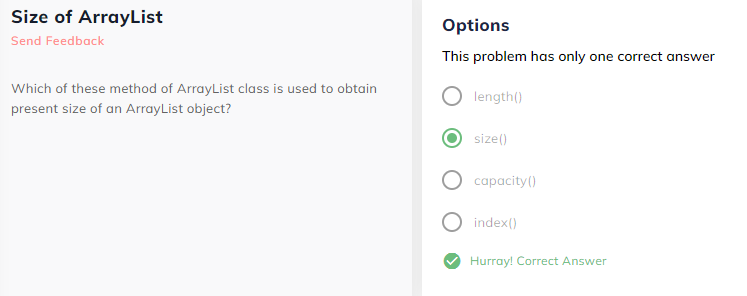 Size of ArrayList
Send Feedback
Which of these method of ArrayList class is used to obtain
present size of an ArrayList object?
Options
This problem has only one correct answer
length()
size()
capacity()
index()
Hurray! Correct Answer